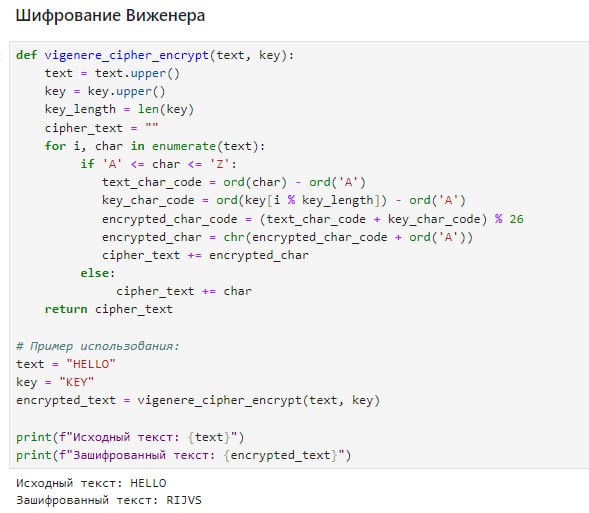 Шифрование Виженера
def vigenere_cipher_encrypt(text, key):
    text = text.upper()
    key = key.upper()
    key_length = len(key)
    cipher_text = ""
    for i, char in enumerate(text):
         if 'A' <= char <= 'Z':
            text_char_code = ord(char) - ord('A')
            key_char_code = ord(key[i % key_length]) - ord('A')
            encrypted_char_code = (text_char_code + key_char_code) % 26
            encrypted_char = chr(encrypted_char_code + ord('A'))
            cipher_text += encrypted_char
         else:
              cipher_text += char
    return cipher_text

# Пример использования:
text = "HELLO"
key = "KEY"
encrypted_text = vigenere_cipher_encrypt(text, key)

print(f"Исходный текст: {text}")
print(f"Зашифрованный текст: {encrypted_text}")
Исходный текст: HELLO
Зашифрованный текст: RIJVS